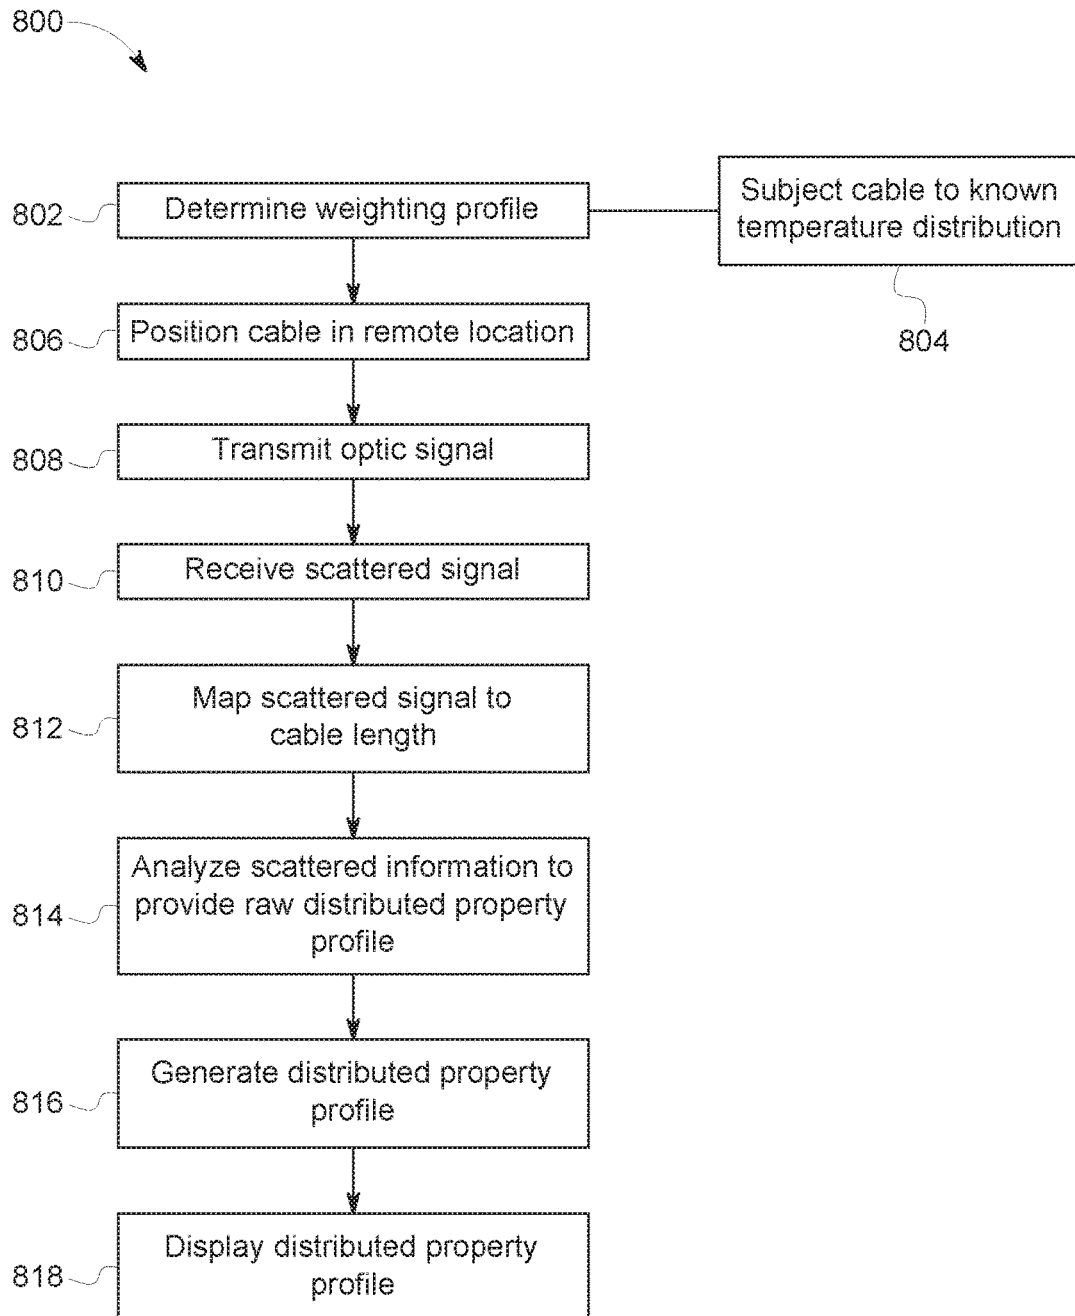 800
802
Determine weighting profile
Subject cable to known
temperature distribution
804
806
Position cable in remote location
808
Transmit optic signal
810
Receive scattered signal
812
Map scattered signal to
cable length
814
Analyze scattered information to
provide raw distributed property
profile
816
Generate distributed property
profile
818
Display distributed property
profile